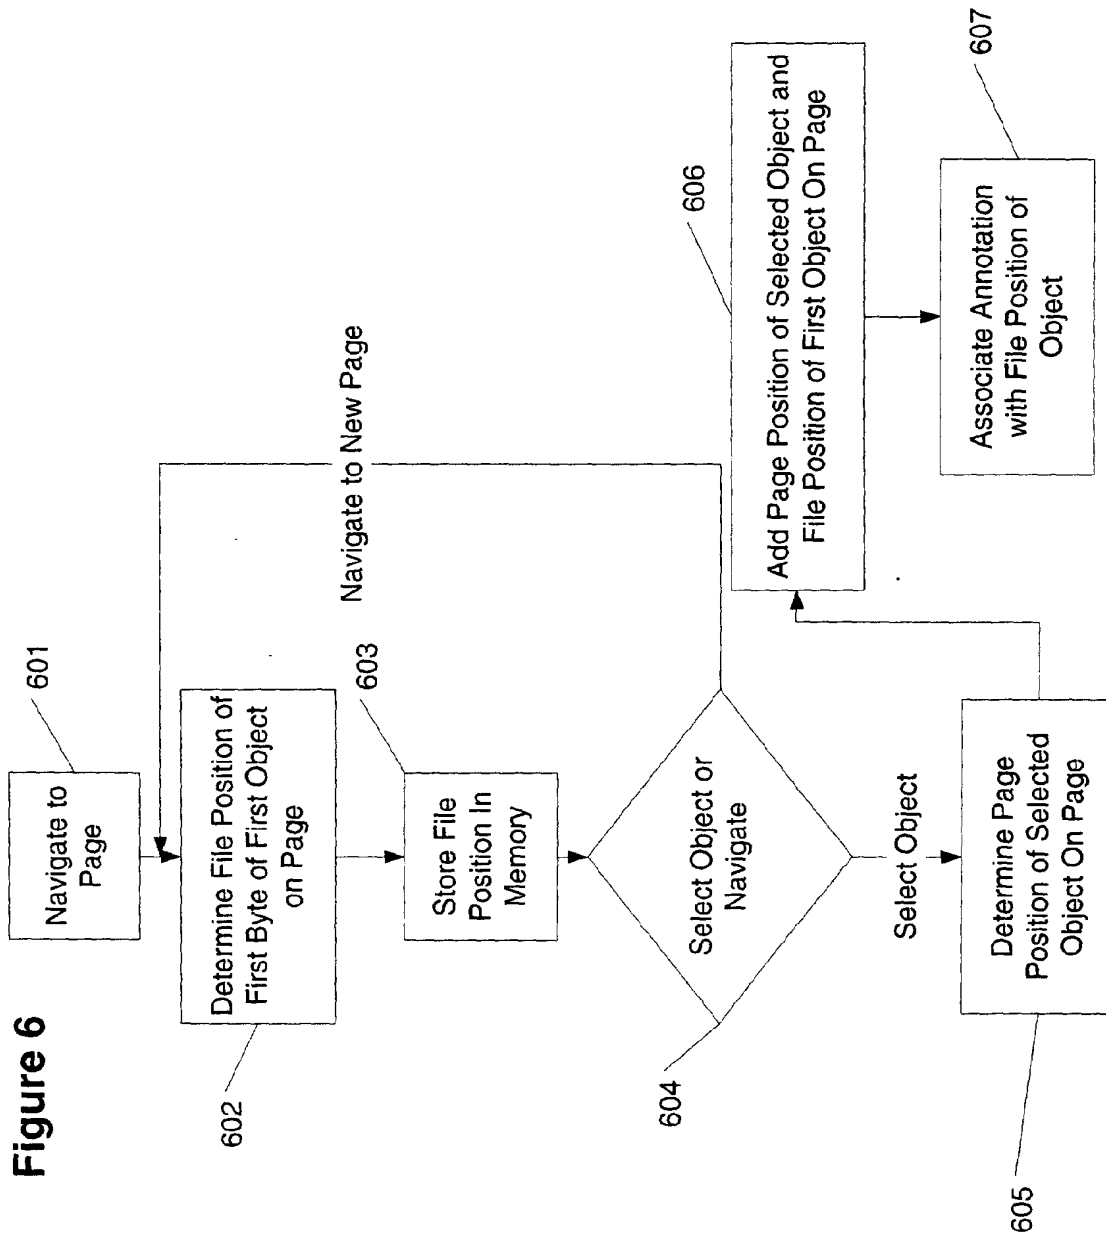 Figure 6
601
Navigate to
Page
602
Determine File Position of
First Byte of First Object
on Page
603
Store File
Position In
Memory
604
Select Object or
Navigate
Navigate to New Page
Select Object
605
Determine Page
Position of Selected
Object On Page
606
Add Page Position of Selected Object and
File Position of First Object On Page
607
Associate Annotation
with File Position of
Object